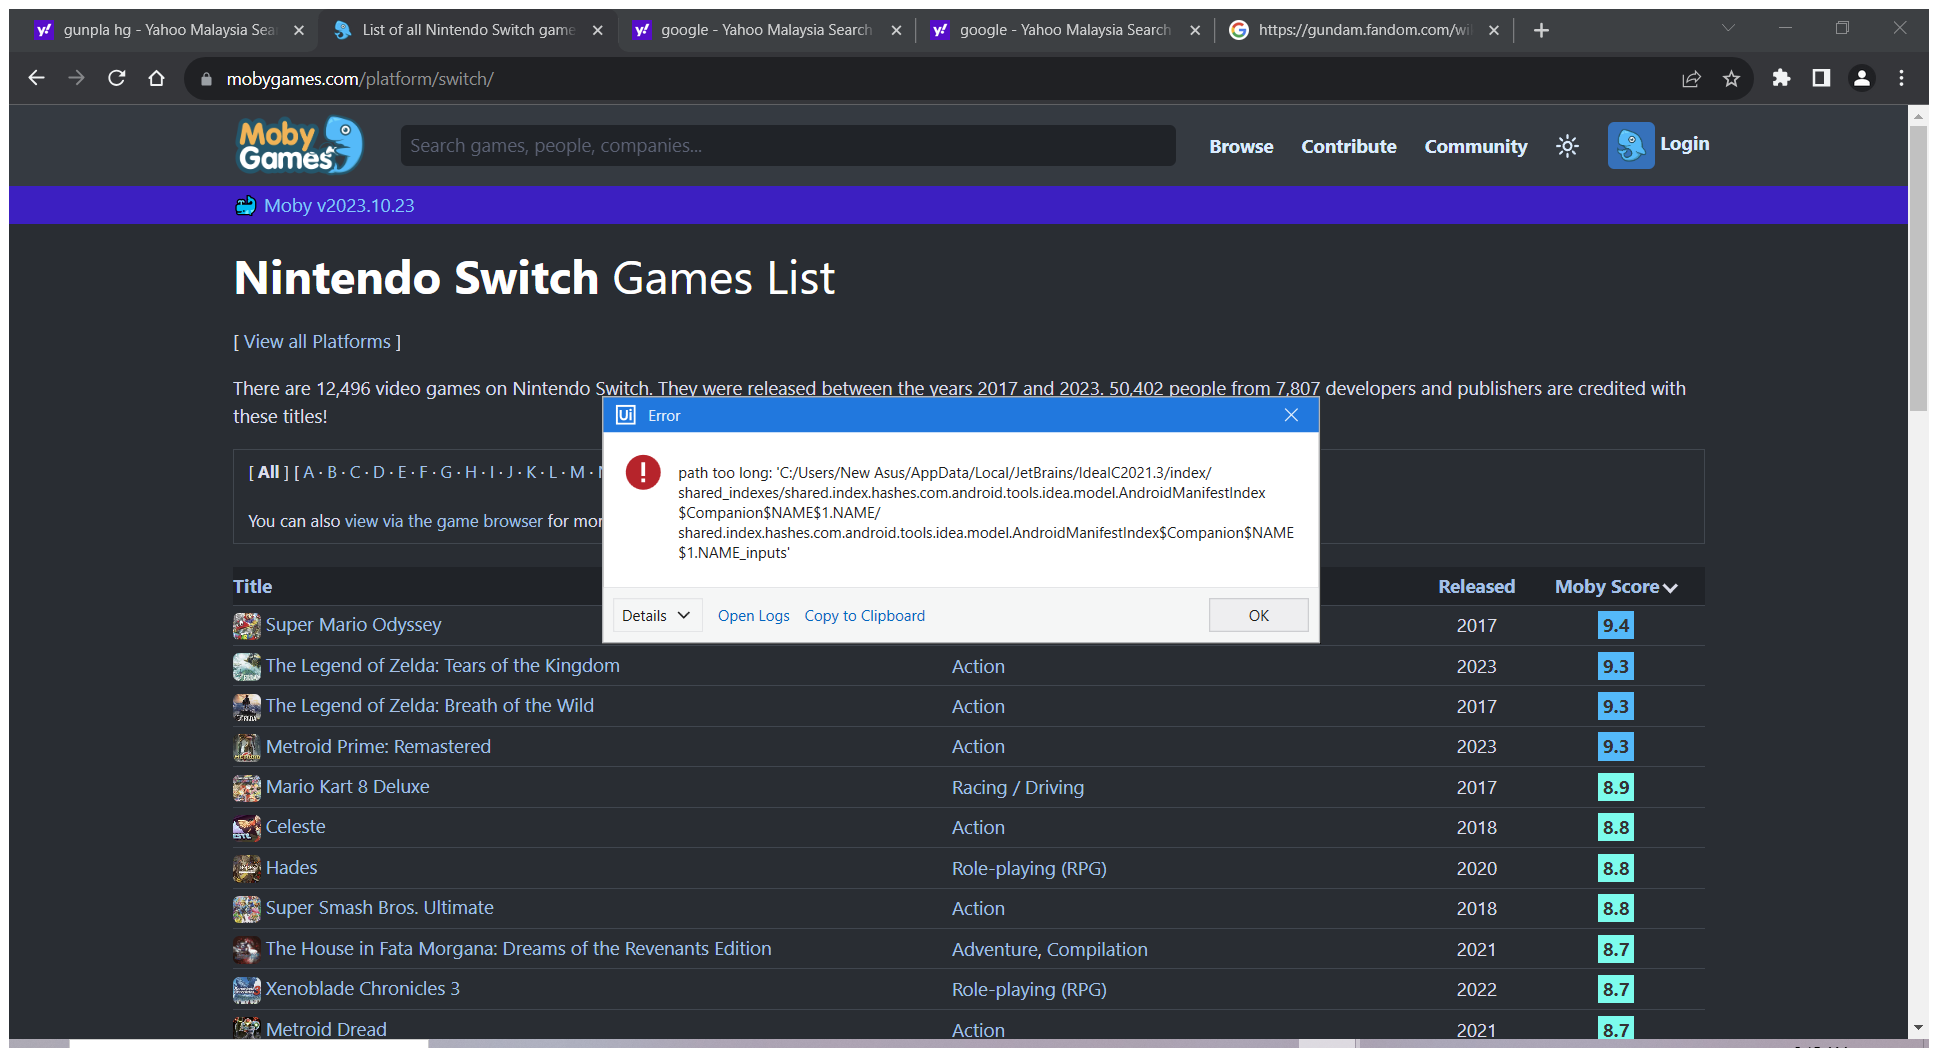 gunpla hg - Yahoo Malaysia Sea
List of all Nintendo Switch game
google - Yahoo Malaysia Search
google - Yahoo Malaysia Search
https://gundam.fandom.com/wi
mobygames.com/platform/switch/
Moby Games
Search games, people, companies...
Browse Contribute Community Login
Moby v2023.10.23
Nintendo Switch Games List
[ View all Platforms ]
There are 12,496 video games on Nintendo Switch. They were released between the years 2017 and 2023. 50,402 people from 7,807 developers and publishers are credited with
these titles!
[ All ] [ A · B · C · D · E · F · G · H · I · J · K · L · M ·
You can also view via the game browser for mor
Ui Error
path too long: 'C:/Users/New Asus/AppData/Local/JetBrains/IdeaIC2021.3/index/
shared_indexes/shared.index.hashes.com.android.tools.idea.model.AndroidManifestIndex
$Companion$NAME$1.NAME/
shared.index.hashes.com.android.tools.idea.model.AndroidManifestIndex$Companion$NAME
$1.NAME_inputs'
Details Open Logs Copy to Clipboard OK
Title Released Moby Score
Super Mario Odyssey 2017 9.4
The Legend of Zelda: Tears of the Kingdom Action 2023 9.3
The Legend of Zelda: Breath of the Wild Action 2017 9.3
Metroid Prime: Remastered Action 2023 9.3
Mario Kart 8 Deluxe Racing / Driving 2017 8.9
Celeste Action 2018 8.8
Hades Role-playing (RPG) 2020 8.8
Super Smash Bros. Ultimate Action 2018 8.8
The House in Fata Morgana: Dreams of the Revenants Edition Adventure, Compilation 2021 8.7
Xenoblade Chronicles 3 Role-playing (RPG) 2022 8.7
Metroid Dread Action 2021 8.7